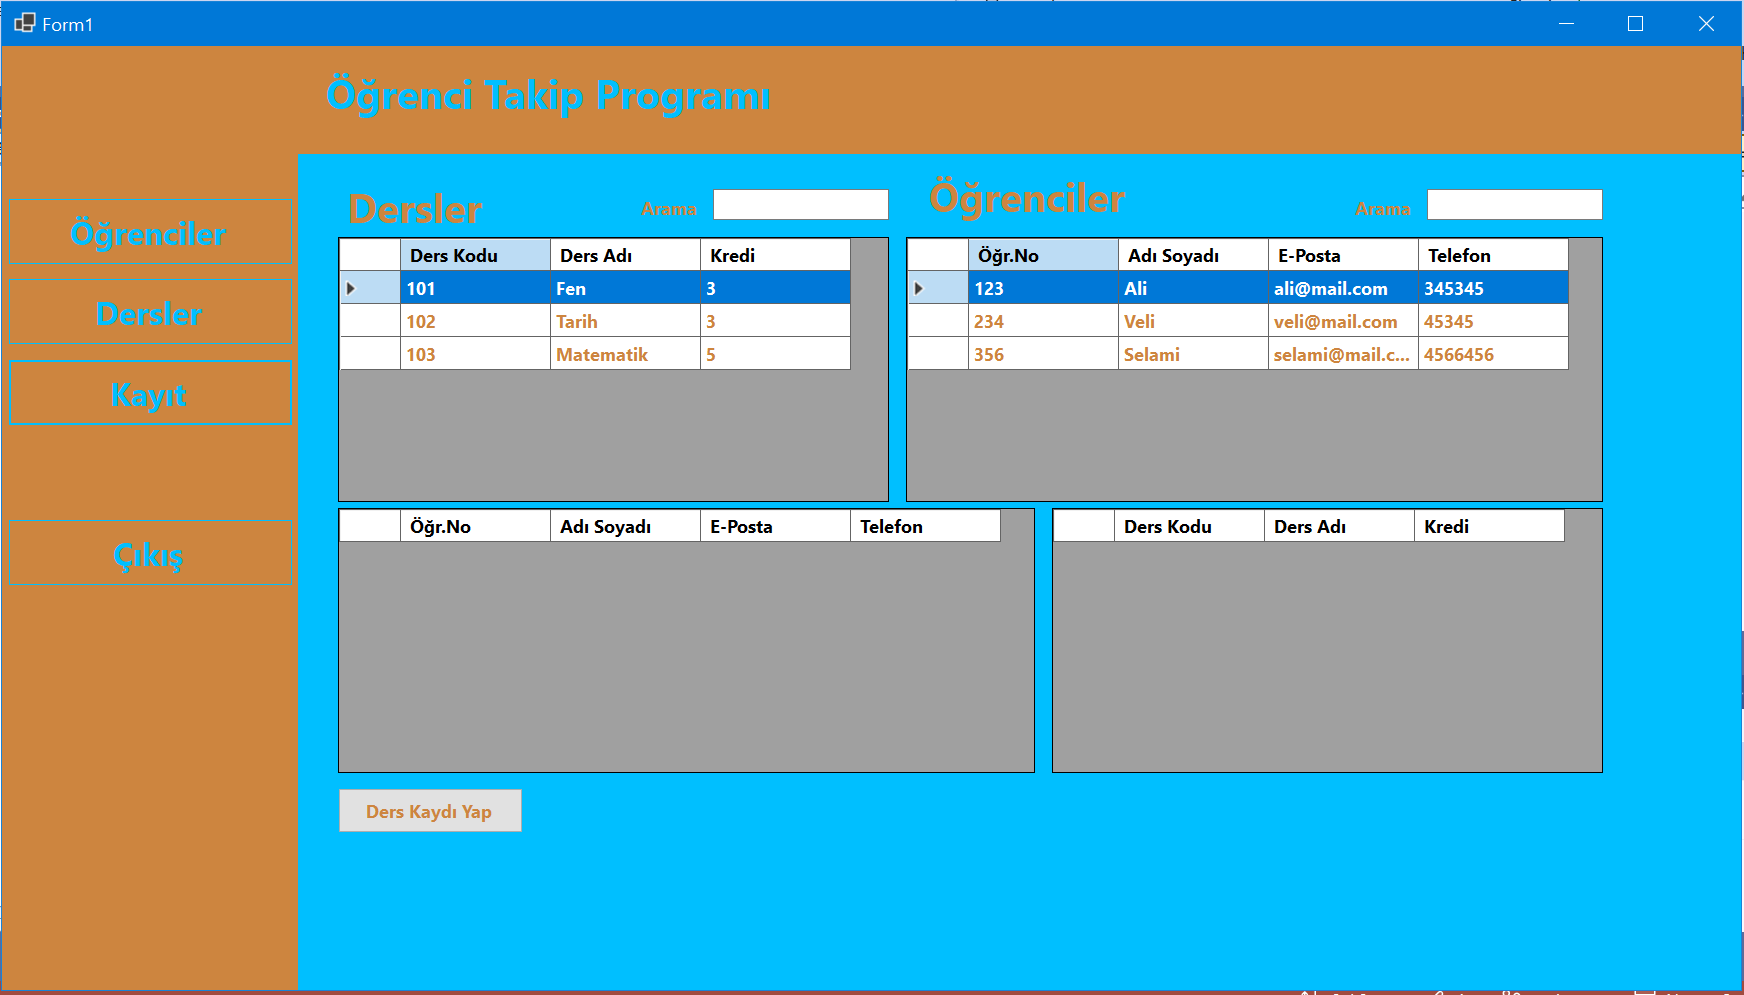 Form1
Öğrenci Takip Programı
Öğrenciler
Dersler
Kayıt
Çıkış
Dersler Arama
Öğrenciler Arama
Ders Kodu Ders Adı Kredi
101 Fen 3
102 Tarih 3
103 Matematik 5
Öğr.No Adı Soyadı E-Posta Telefon
123 Ali ali@mail.com 345345
234 Veli veli@mail.com 45345
356 Selami selami@mail.c... 4566456
Öğr.No Adı Soyadı E-Posta Telefon
Ders Kodu Ders Adı Kredi
Ders Kaydı Yap